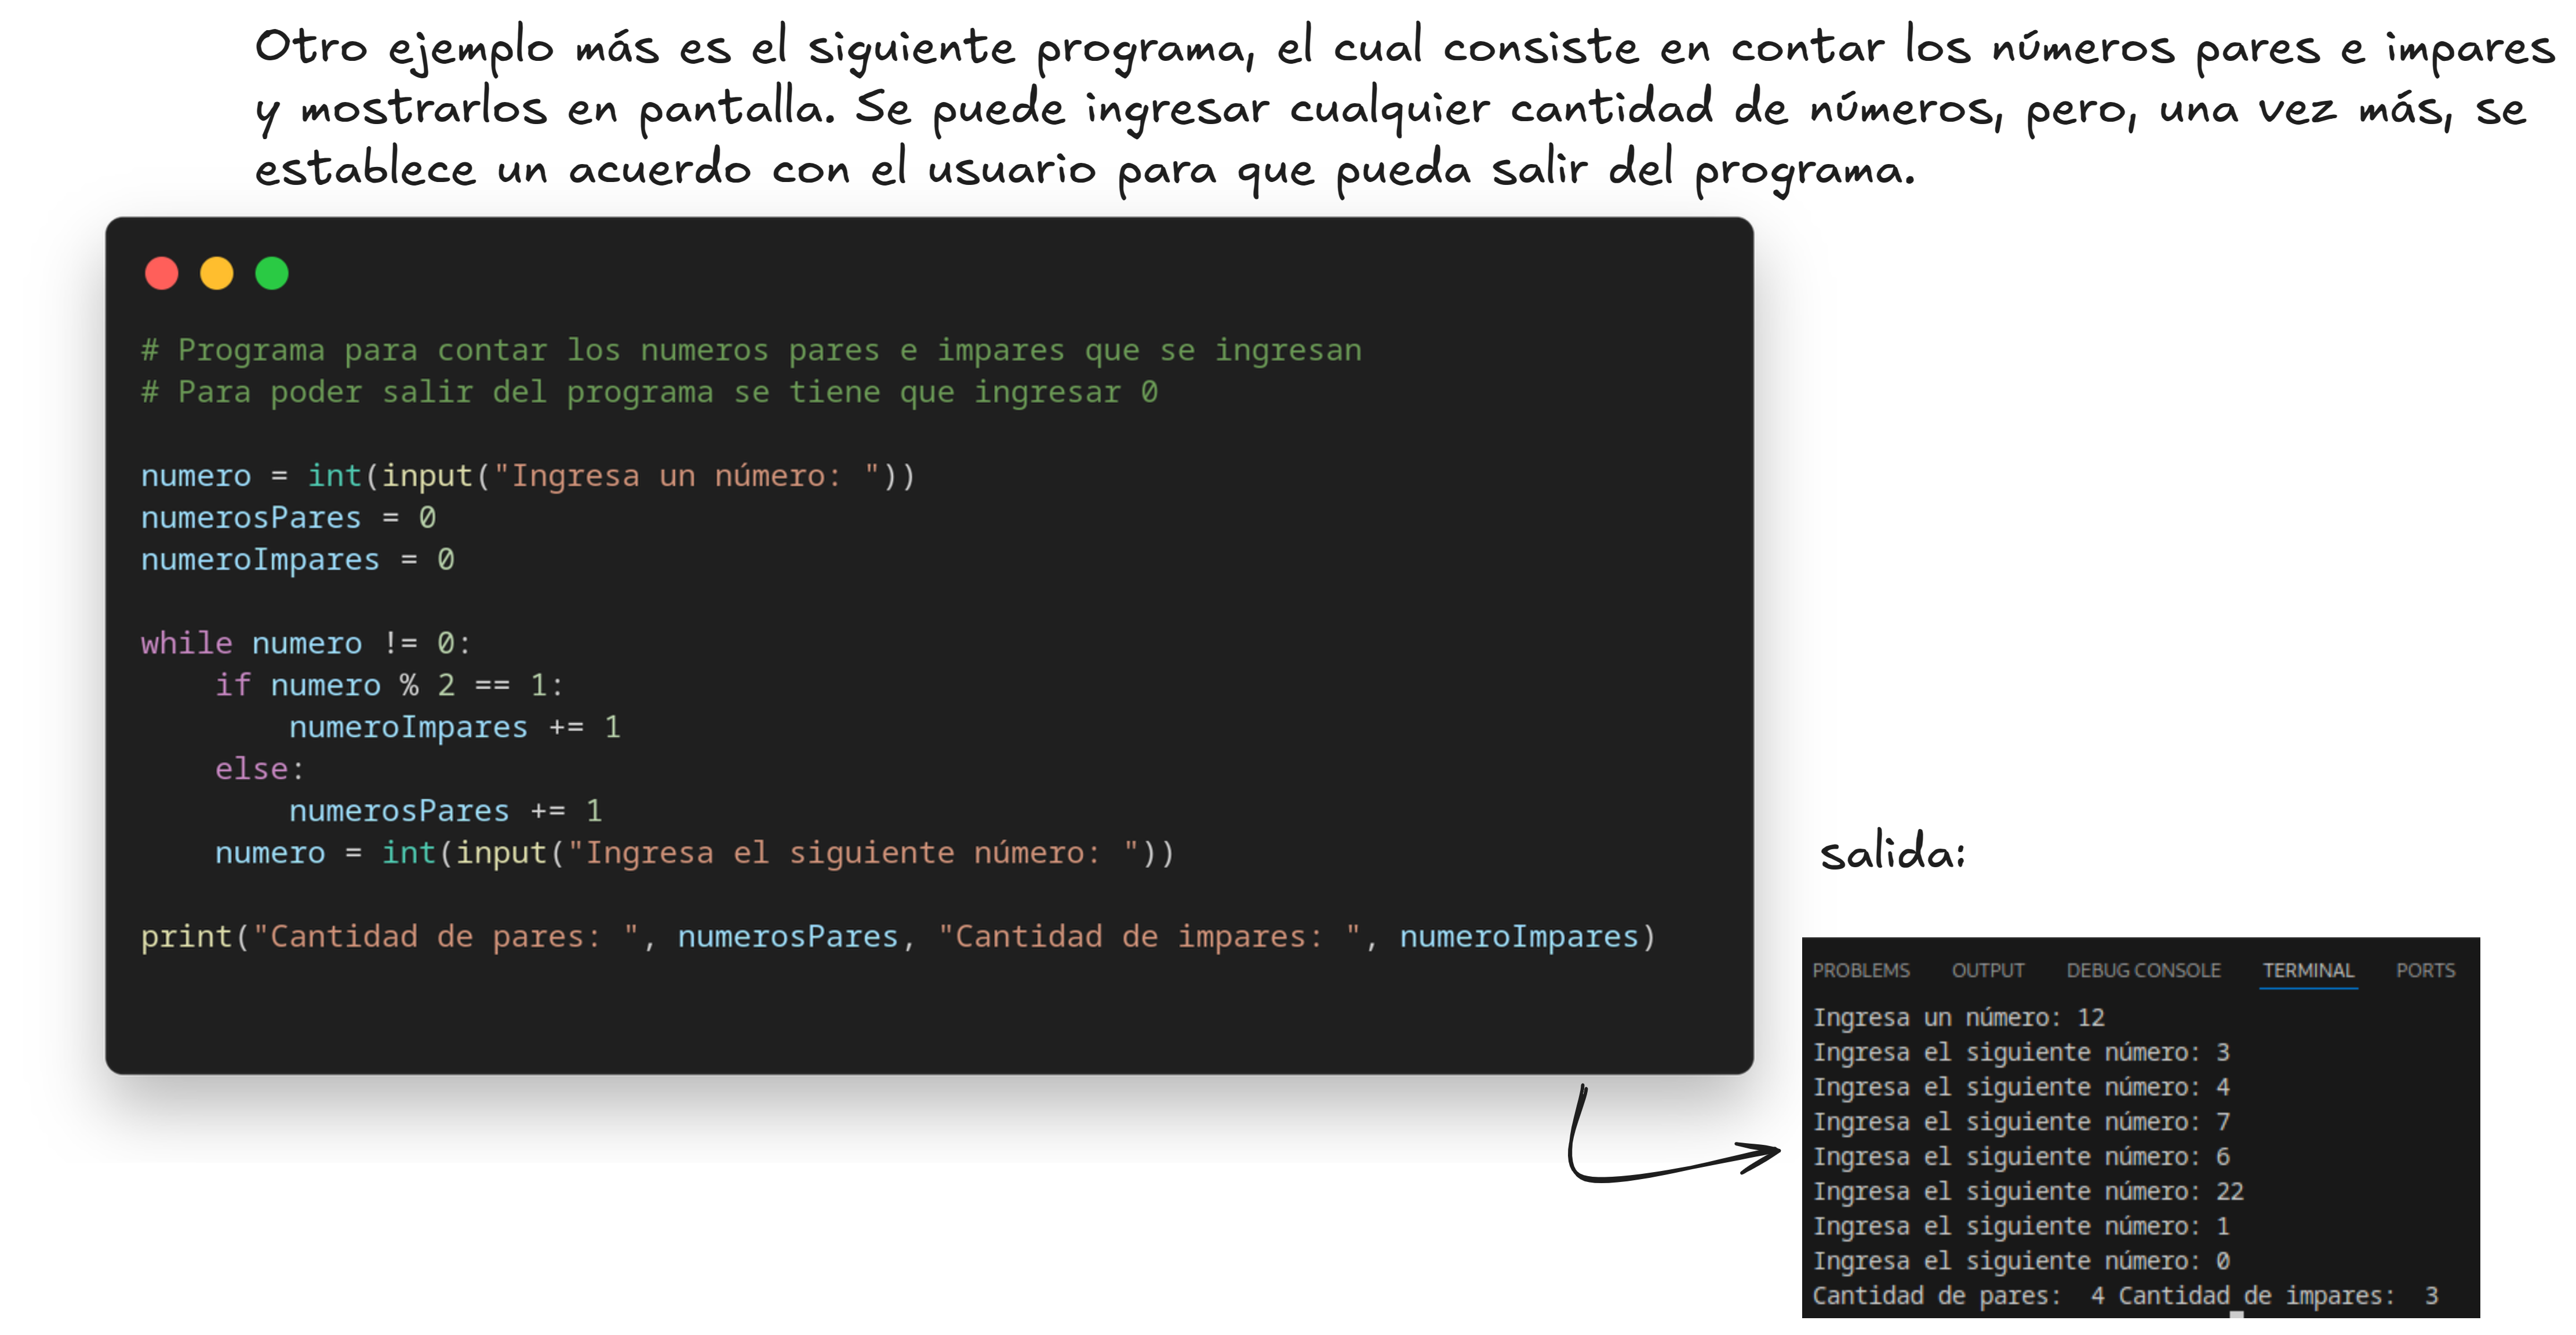 Otro ejemplo más es el siguiente programa, el cual consiste en contar los números pares e impares
y mostrarlos en pantalla. Se puede ingresar cualquier cantidad de números, pero, una vez más, se
establece un acuerdo con el usuario para que pueda salir del programa.
# Programa para contar los numeros pares e impares que se ingresan
# Para poder salir del programa se tiene que ingresar 0
numero = int(input("Ingresa un número: "))
numerosPares = 0
numeroImpares = 0
while numero != 0:
    if numero % 2 == 1:
        numeroImpares += 1
    else:
        numerosPares += 1
    numero = int(input("Ingresa el siguiente número: "))
print("Cantidad de pares: ", numerosPares, "Cantidad de impares: ", numeroImpares)
salida:
PROBLEMS OUTPUT DEBUG CONSOLE TERMINAL PORTS
Ingresa un número: 12
Ingresa el siguiente número: 3
Ingresa el siguiente número: 4
Ingresa el siguiente número: 7
Ingresa el siguiente número: 6
Ingresa el siguiente número: 22
Ingresa el siguiente número: 1
Ingresa el siguiente número: 0
Cantidad de pares:  4 Cantidad de impares:  3